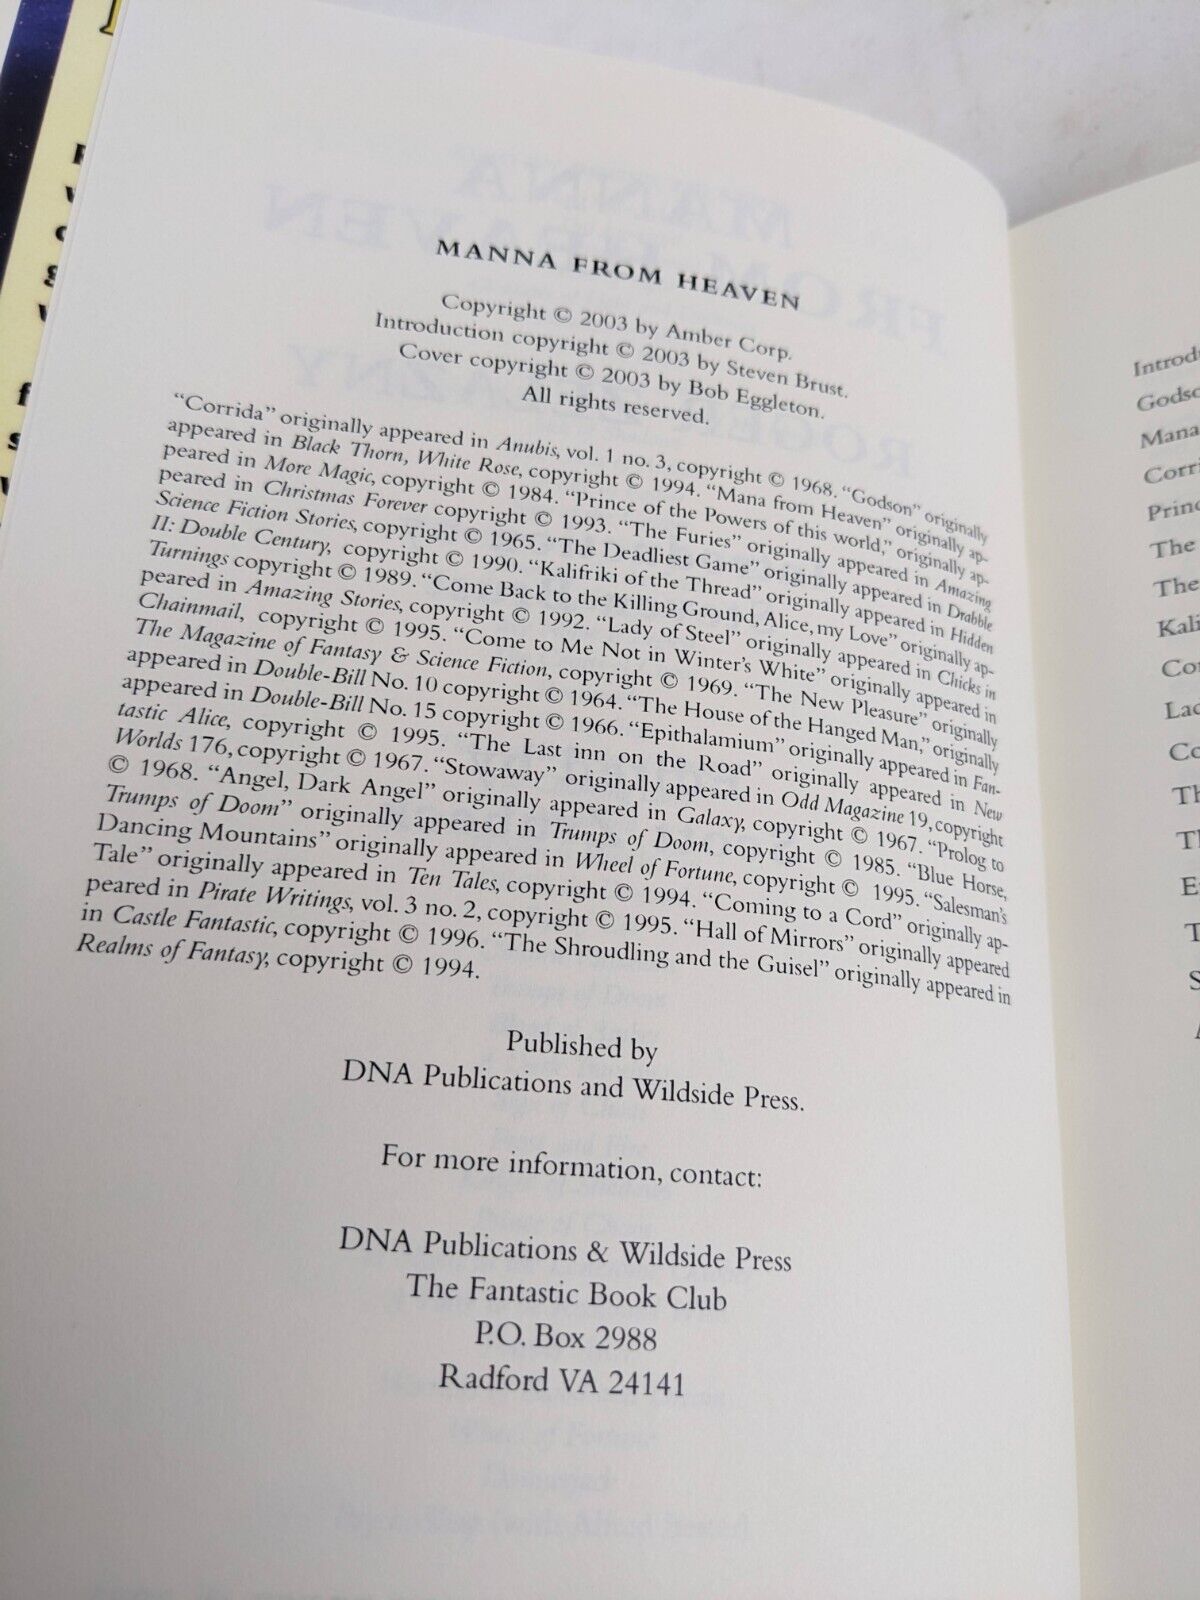 MANNA FROM HEAVEN
Copyright © 2003 by Amber Corp.
Introduction copyright © 2003 by Steven Brust.
Cover copyright © 2003 by Bob Eggleton.
All rights reserved.
“Corrida” originally appeared in Anubis, vol. 1 no. 3, copyright © 1968. “Godson” originally
appeared in Black Thorn, White Rose, copyright © 1994. “Mana from Heaven” originally ap-
peared in More Magic, copyright © 1984. “Prince of the Powers of this world,” originally ap-
peared in Christmas Forever copyright © 1993. “The Furies” originally appeared in Amazing
Science Fiction Stories, copyright © 1965. “The Deadliest Game” originally appeared in Drabble
II: Double Century, copyright © 1990. “Kalifriki of the Thread” originally appeared in Hidden
Turnings copyright © 1989. “Come Back to the Killing Ground, Alice, my Love” originally ap-
peared in Amazing Stories, copyright © 1992. “Lady of Steel” originally appeared in Chicks in
Chainmail, copyright © 1995. “Come to Me Not in Winter’s White” originally appeared in
The Magazine of Fantasy & Science Fiction, copyright © 1969. “The New Pleasure” originally
appeared in Double-Bill No. 10 copyright © 1964. “The House of the Hanged Man,” originally
appeared in Double-Bill No. 15 copyright © 1966. “Epithalamium” originally appeared in Fan-
tastic Alice, copyright © 1995. “The Last inn on the Road” originally appeared in New
Worlds 176, copyright © 1967. “Stowaway” originally appeared in Odd Magazine 19, copyright
© 1968. “Angel, Dark Angel” originally appeared in Galaxy, copyright © 1967. “Prolog to
Trumps of Doom” originally appeared in Trumps of Doom, copyright © 1985. “Blue Horse,
Dancing Mountains” originally appeared in Wheel of Fortune, copyright © 1995. “Salesman’s
Tale” originally appeared in Ten Tales, copyright © 1994. “Coming to a Cord” originally ap-
peared in Pirate Writings, vol. 3 no. 2, copyright © 1995. “Hall of Mirrors” originally appeared
in Castle Fantastic, copyright © 1996. “The Shroudling and the Guisel” originally appeared in
Realms of Fantasy, copyright © 1994.
Published by
DNA Publications and Wildside Press.
For more information, contact:
DNA Publications & Wildside Press
The Fantastic Book Club
P.O. Box 2988
Radford VA 24141
Introd
Godso
Mana
Corri
Princ
The
The
Kali
Co
Lac
Co
Th
Th
E
T
S